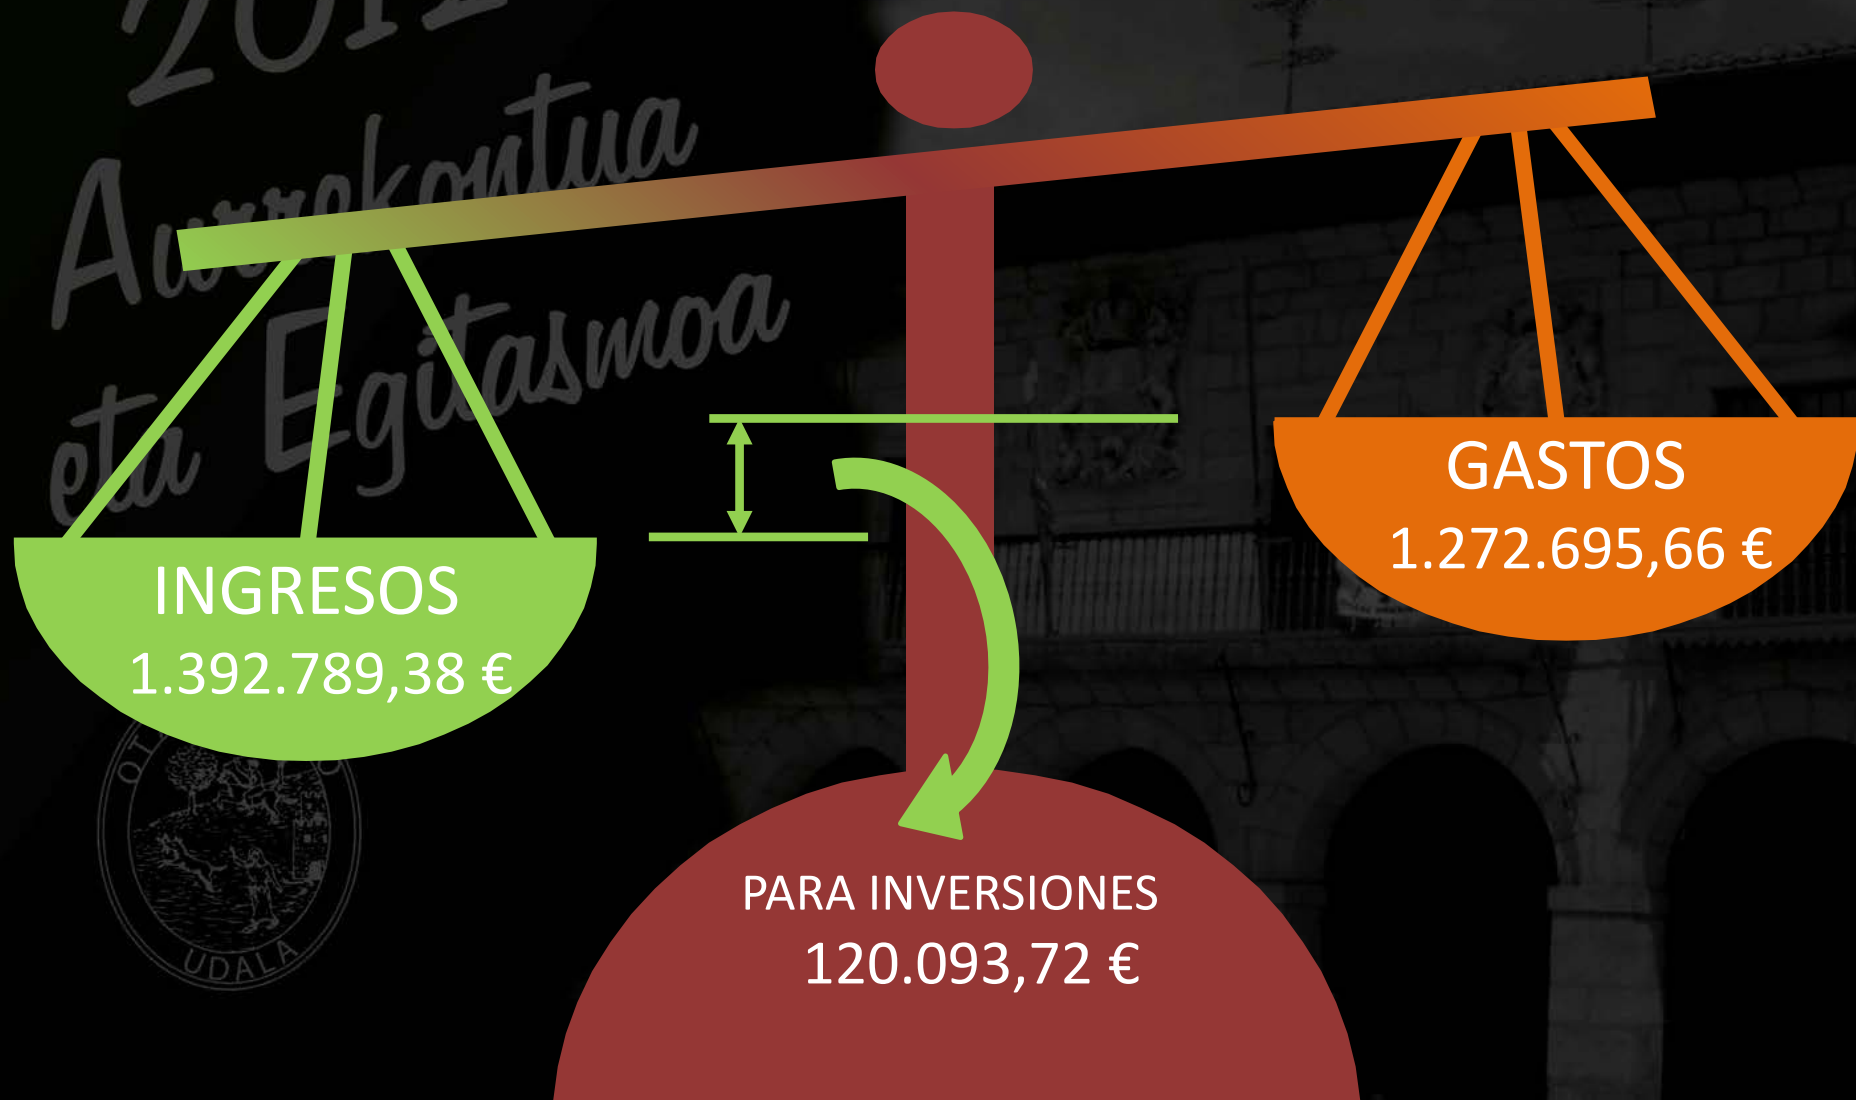 Aurrekontua
eta Egitasmoa
INGRESOS
1.392.789,38 €
GASTOS
1.272.695,66 €
PARA INVERSIONES
120.093,72 €
UDALA